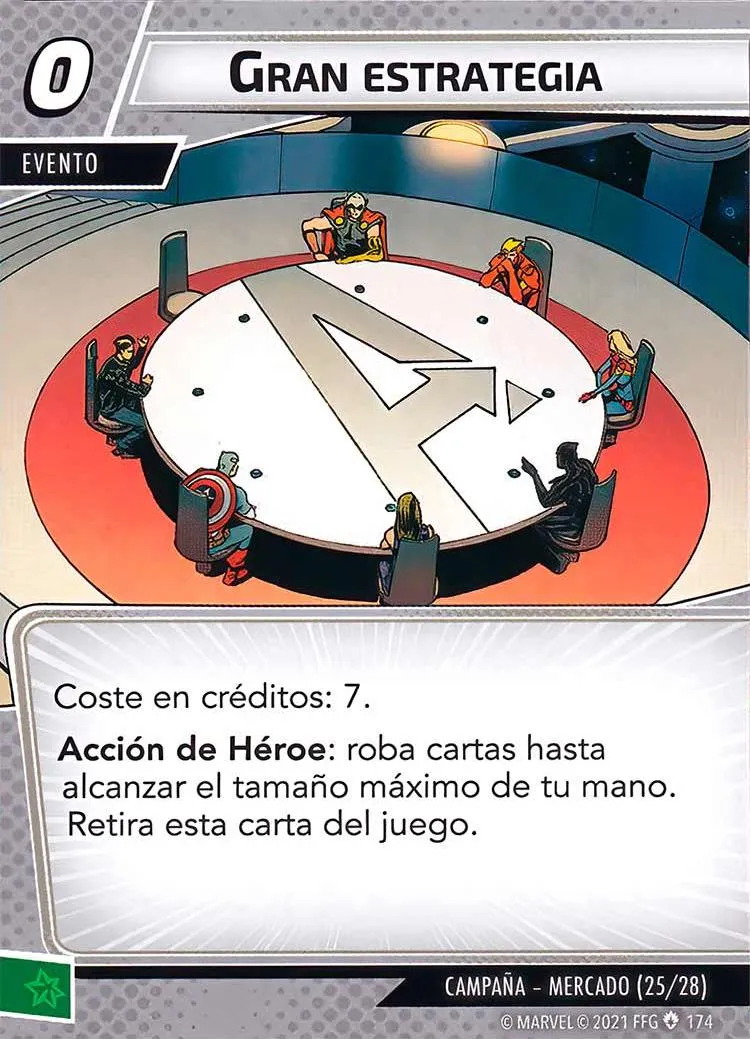 0
GRAN ESTRATEGIA
EVENTO
Coste en créditos: 7.
Acción de Héroe: roba cartas hasta
alcanzar el tamaño máximo de tu mano.
Retira esta carta del juego.
CAMPAÑA – MERCADO (25/28)
© MARVEL © 2021 FFG 174